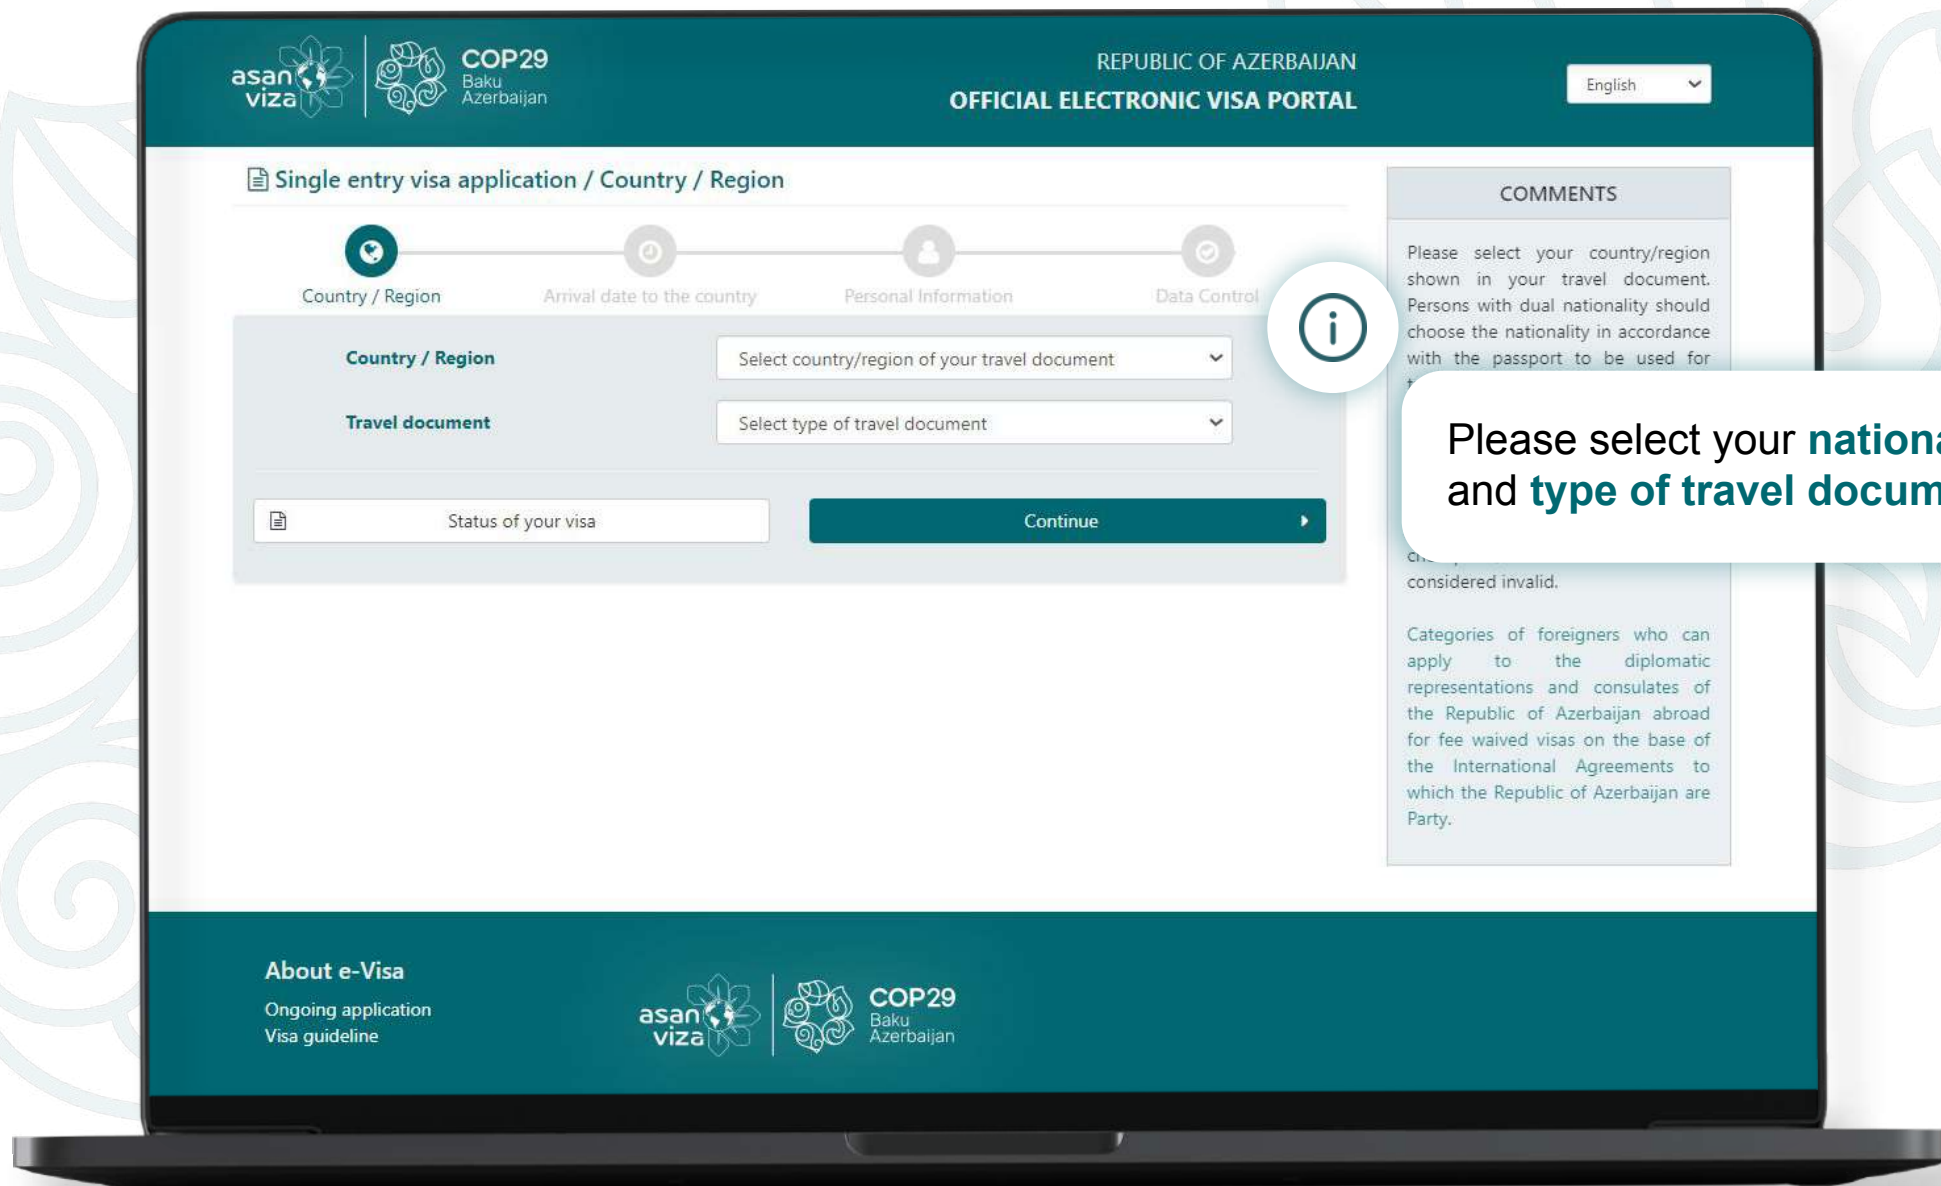 asan
viza
COP29
Baku
Azerbaijan
REPUBLIC OF AZERBAIJAN
OFFICIAL ELECTRONIC VISA PORTAL
English
Single entry visa application / Country / Region
Country / Region
Arrival date to the country
Personal Information
Data Control
Country / Region
Select country/region of your travel document
Travel document
Select type of travel document
Status of your visa
Continue
COMMENTS
Please select your country/region
shown in your travel document.
Persons with dual nationality should
choose the nationality in accordance
with the passport to be used for
considered invalid.
Categories of foreigners who can
apply to the diplomatic
representations and consulates of
the Republic of Azerbaijan abroad
for fee waived visas on the base of
the International Agreements to
which the Republic of Azerbaijan are
Party.
Please select your
and type of travel
About e-Visa
Ongoing application
Visa guideline
asan
viza
COP29
Baku
Azerbaijan